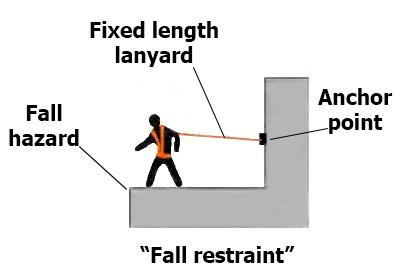 Fixed length
lanyard
Anchor
point
Fall
hazard
“Fall restraint”